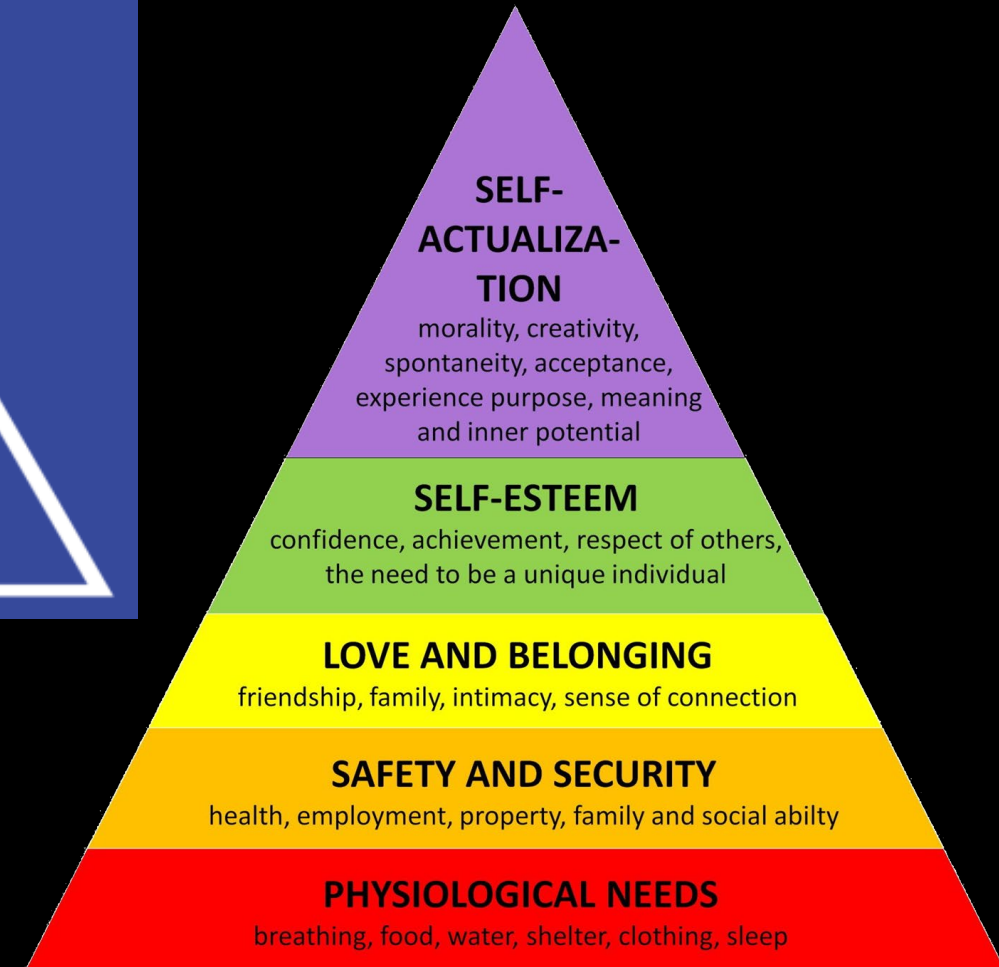 SELF-
ACTUALIZA-
TION
morality, creativity,
spontaneity, acceptance,
experience purpose, meaning
and inner potential
SELF-ESTEEM
confidence, achievement, respect of others,
the need to be a unique individual
LOVE AND BELONGING
friendship, family, intimacy, sense of connection
SAFETY AND SECURITY
health, employment, property, family and social abilty
PHYSIOLOGICAL NEEDS
breathing, food, water, shelter, clothing, sleep